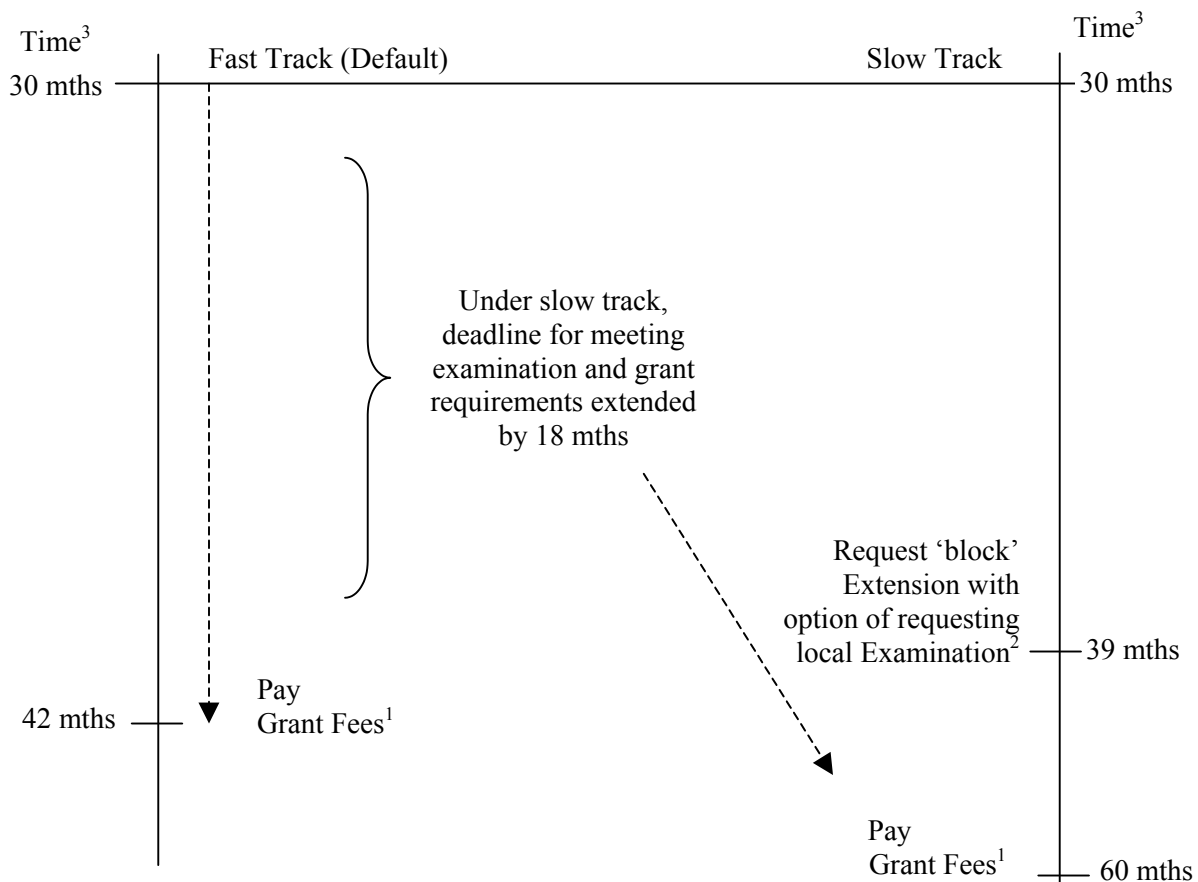 Time³
Time³
Fast Track (Default)
Slow Track
30 mths
30 mths
Under slow track,
deadline for meeting
examination and grant
requirements extended
by 18 mths
Request ‘block’
Extension with
option of requesting
local Examination²
39 mths
42 mths
Pay
Grant Fees¹
Pay
Grant Fees¹
60 mths